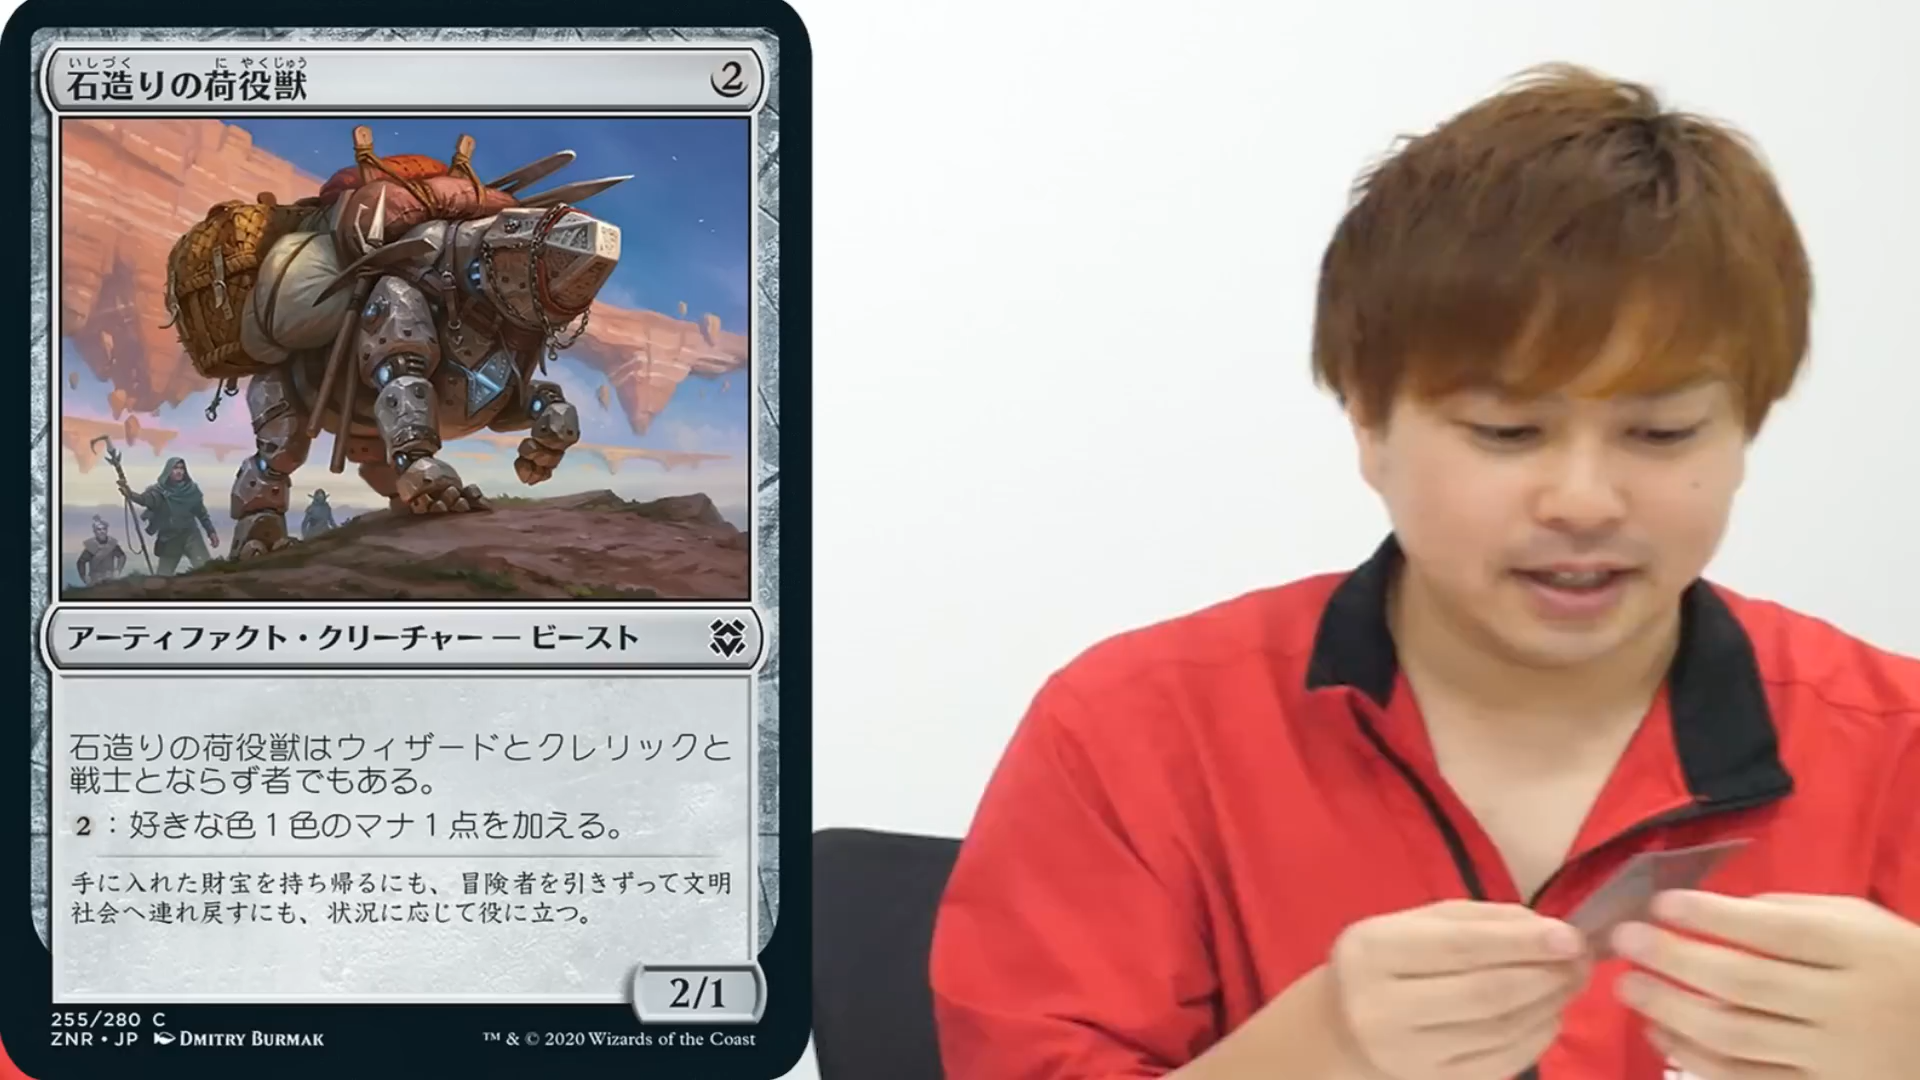 いしづく に やくじゅう
石造りの荷役獣 2
アーティファクト・クリーチャー — ビースト
石造りの荷役獣はウィザードとクレリックと
戦士とならず者でもある。
2：好きな色1色のマナ1点を加える。
手に入れた財宝を持ち帰るにも、冒険者を引きずって文明
社会へ連れ戻すにも、状況に応じて役に立つ。
2/1
255/280 C
ZNR • JP DMITRY BURMAK ™ & © 2020 Wizards of the Coast